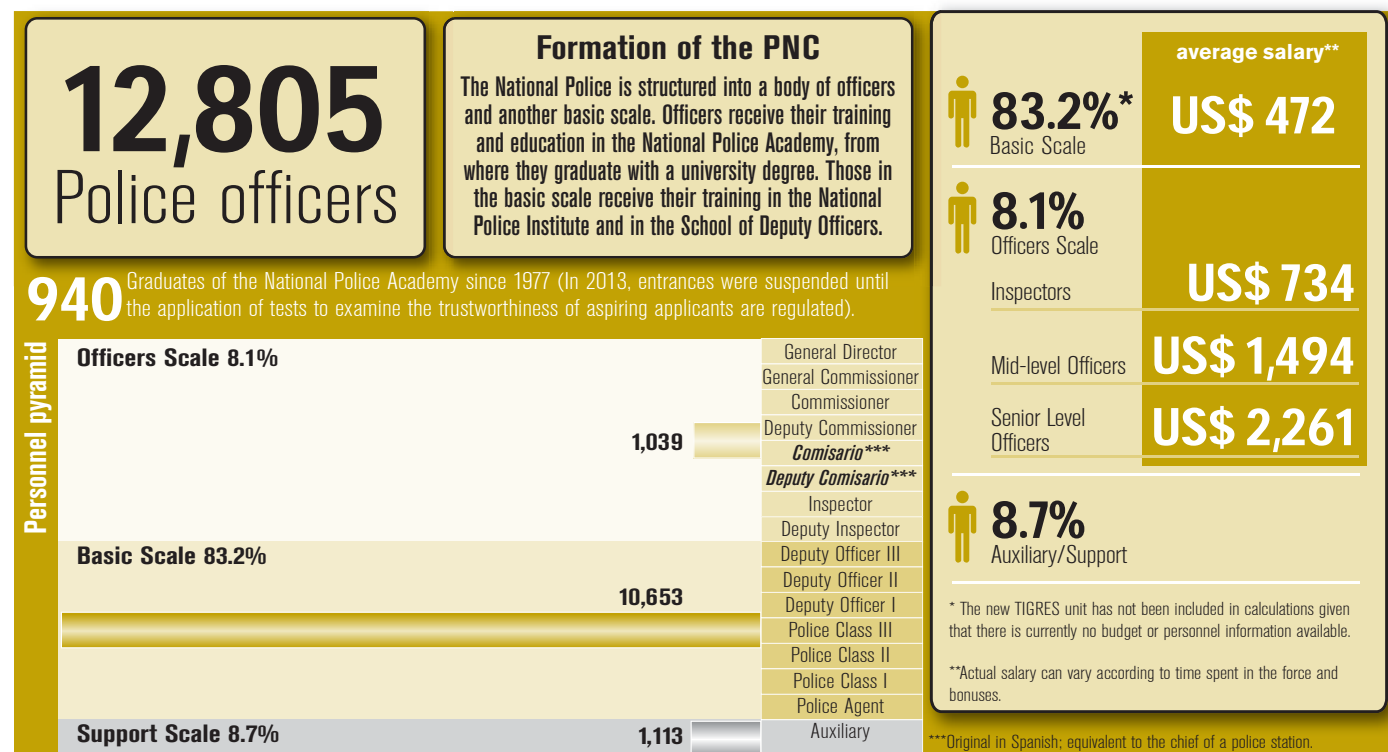 12,805
Police officers
Formation of the PNC
The National Police is structured into a body of officers
and another basic scale. Officers receive their training
and education in the National Police Academy, from
where they graduate with a university degree. Those in
the basic scale receive their training in the National
Police Institute and in the School of Deputy Officers.
940 Graduates of the National Police Academy since 1977 (In 2013, entrances were suspended until
the application of tests to examine the trustworthiness of aspiring applicants are regulated).
Personnel pyramid
Officers Scale 8.1%
1,039
General Director
General Commissioner
Commissioner
Deputy Commissioner
Comisario***
Deputy Comisario***
Inspector
Deputy Inspector
Basic Scale 83.2%
10,653
Deputy Officer III
Deputy Officer II
Deputy Officer I
Police Class III
Police Class II
Police Class I
Police Agent
Support Scale 8.7%
1,113
Auxiliary
average salary**
83.2%*
Basic Scale
US$ 472
8.1%
Officers Scale
Inspectors
US$ 734
Mid-level Officers
US$ 1,494
Senior Level
Officers
US$ 2,261
8.7%
Auxiliary/Support
* The new TIGRES unit has not been included in calculations given
that there is currently no budget or personnel information available.
**Actual salary can vary according to time spent in the force and
bonuses.
***Original in Spanish; equivalent to the chief of a police station.